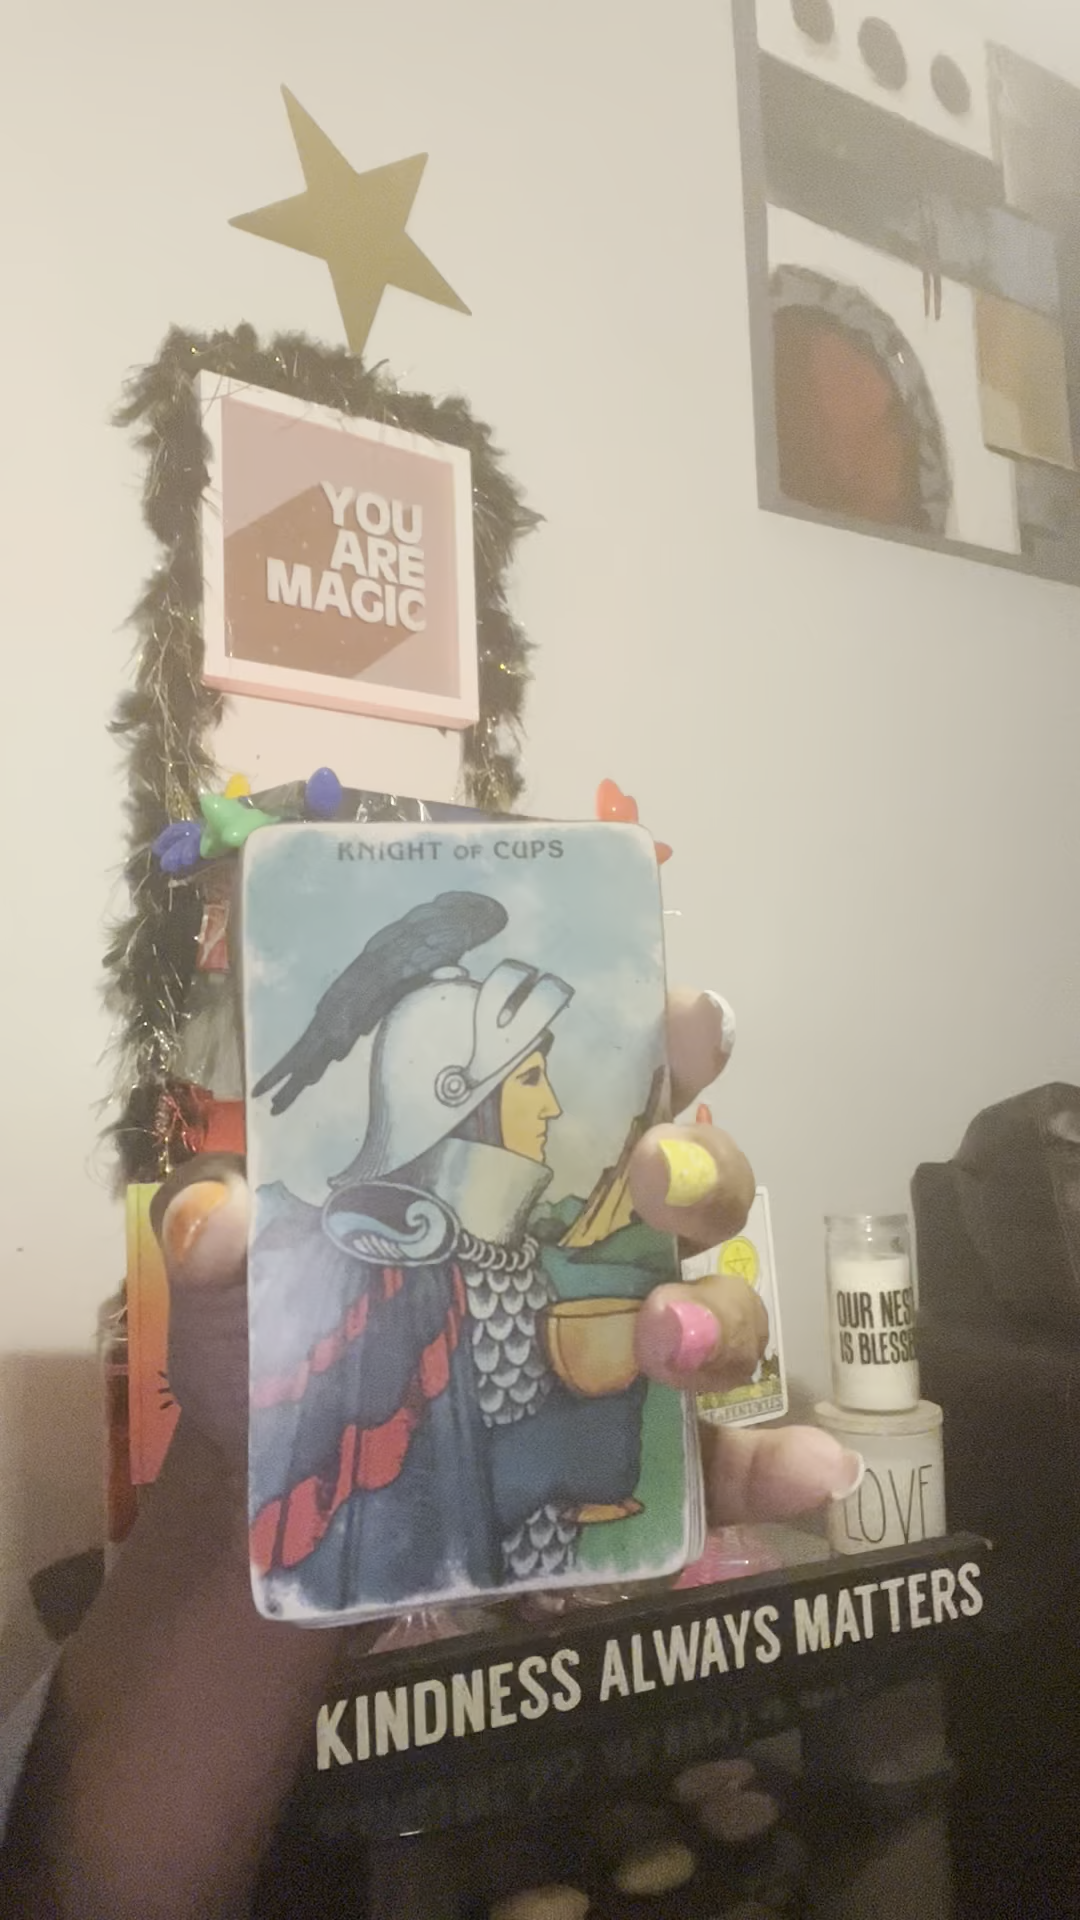 YOU
ARE
MAGIC
KNIGHT OF CUPS
OUR NEST
IS BLESSE
LOVE
KINDNESS ALWAYS MATTERS